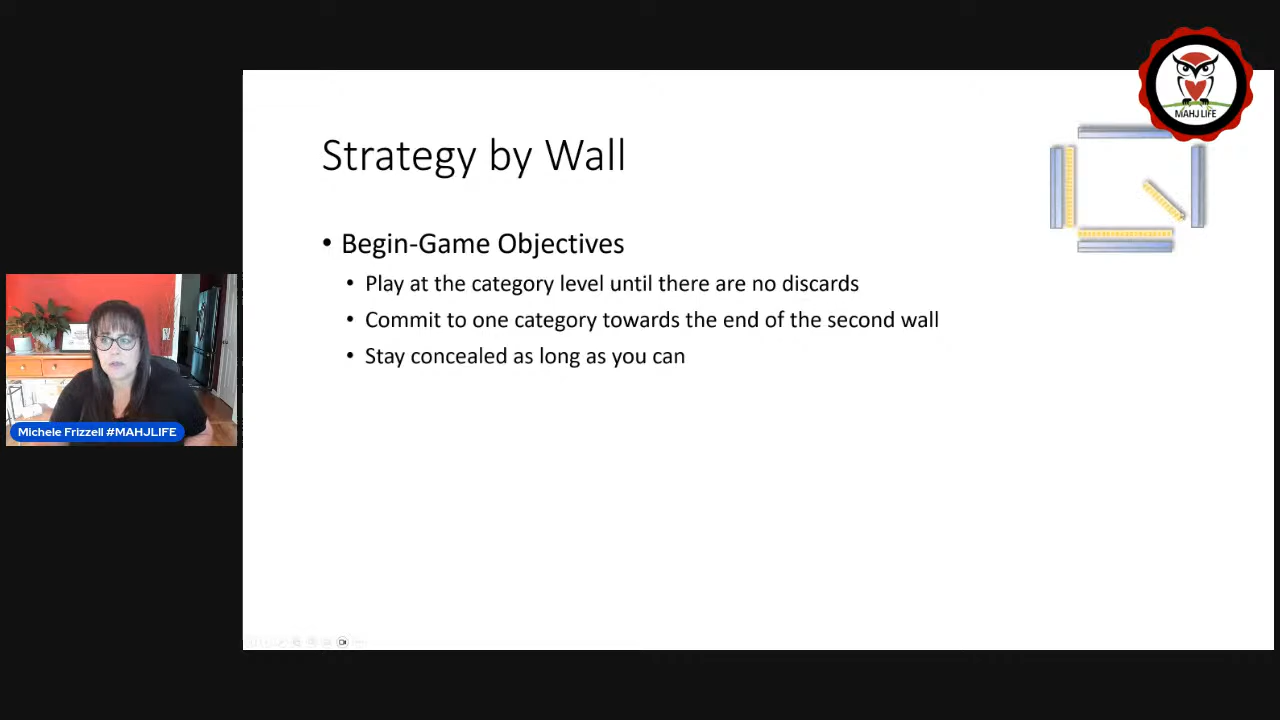 MAHJ LIFE
Strategy by Wall
• Begin-Game Objectives
• Play at the category level until there are no discards
• Commit to one category towards the end of the second wall
• Stay concealed as long as you can
Michele Frizzell #MAHJLIFE